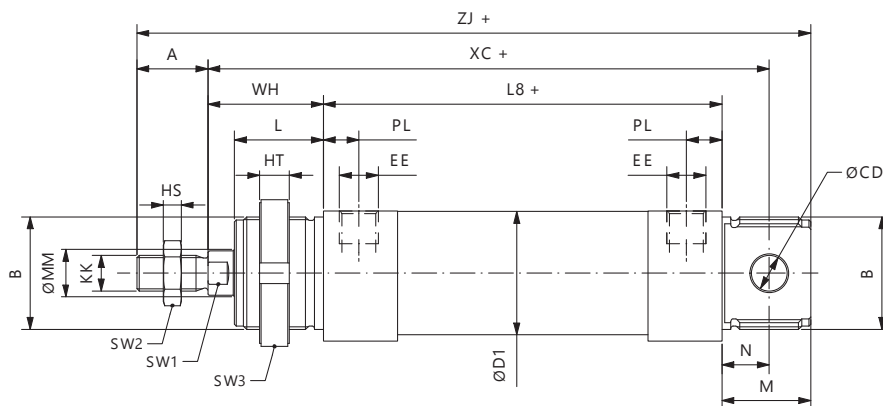 ZJ +
A
XC +
WH
L8 +
L
PL
PL
HT
EE
EE
ØCD
HS
B
ØMM
KK
B
SW2
SW1
SW3
ØD1
N
M